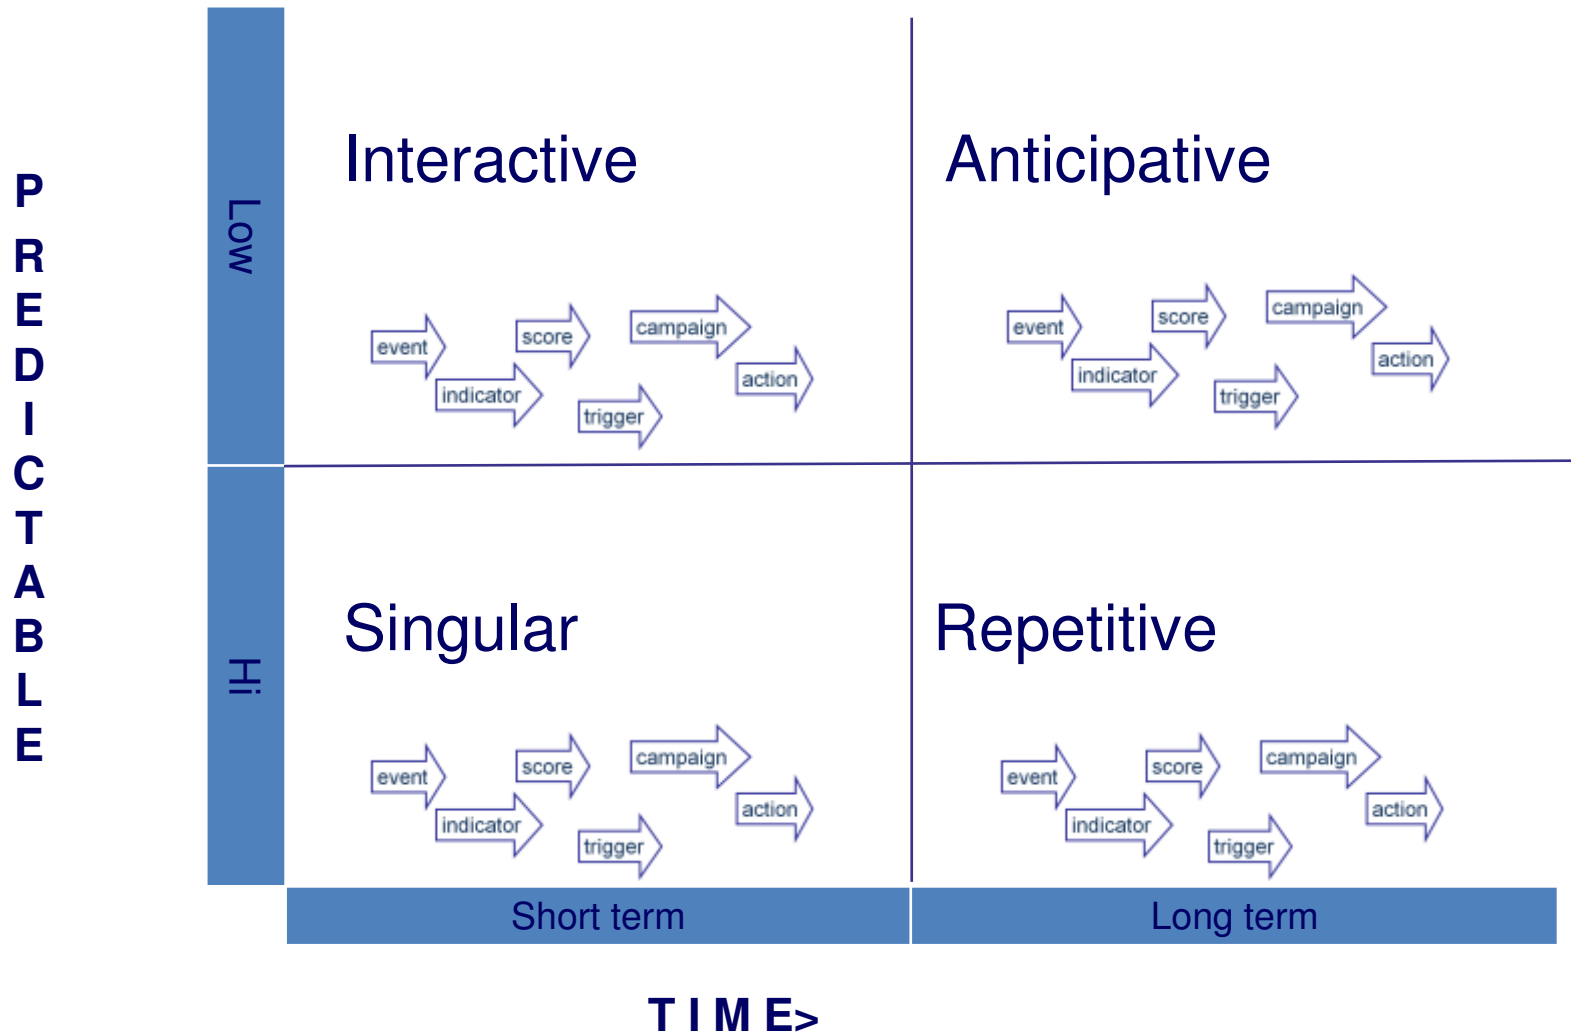 PREDICTABLE
Low
Interactive
event
indicator
score
trigger
campaign
action
Anticipative
event
indicator
score
trigger
campaign
action
Hi
Singular
event
indicator
score
trigger
campaign
action
Repetitive
event
indicator
score
trigger
campaign
action
Short term
Long term
T I M E>